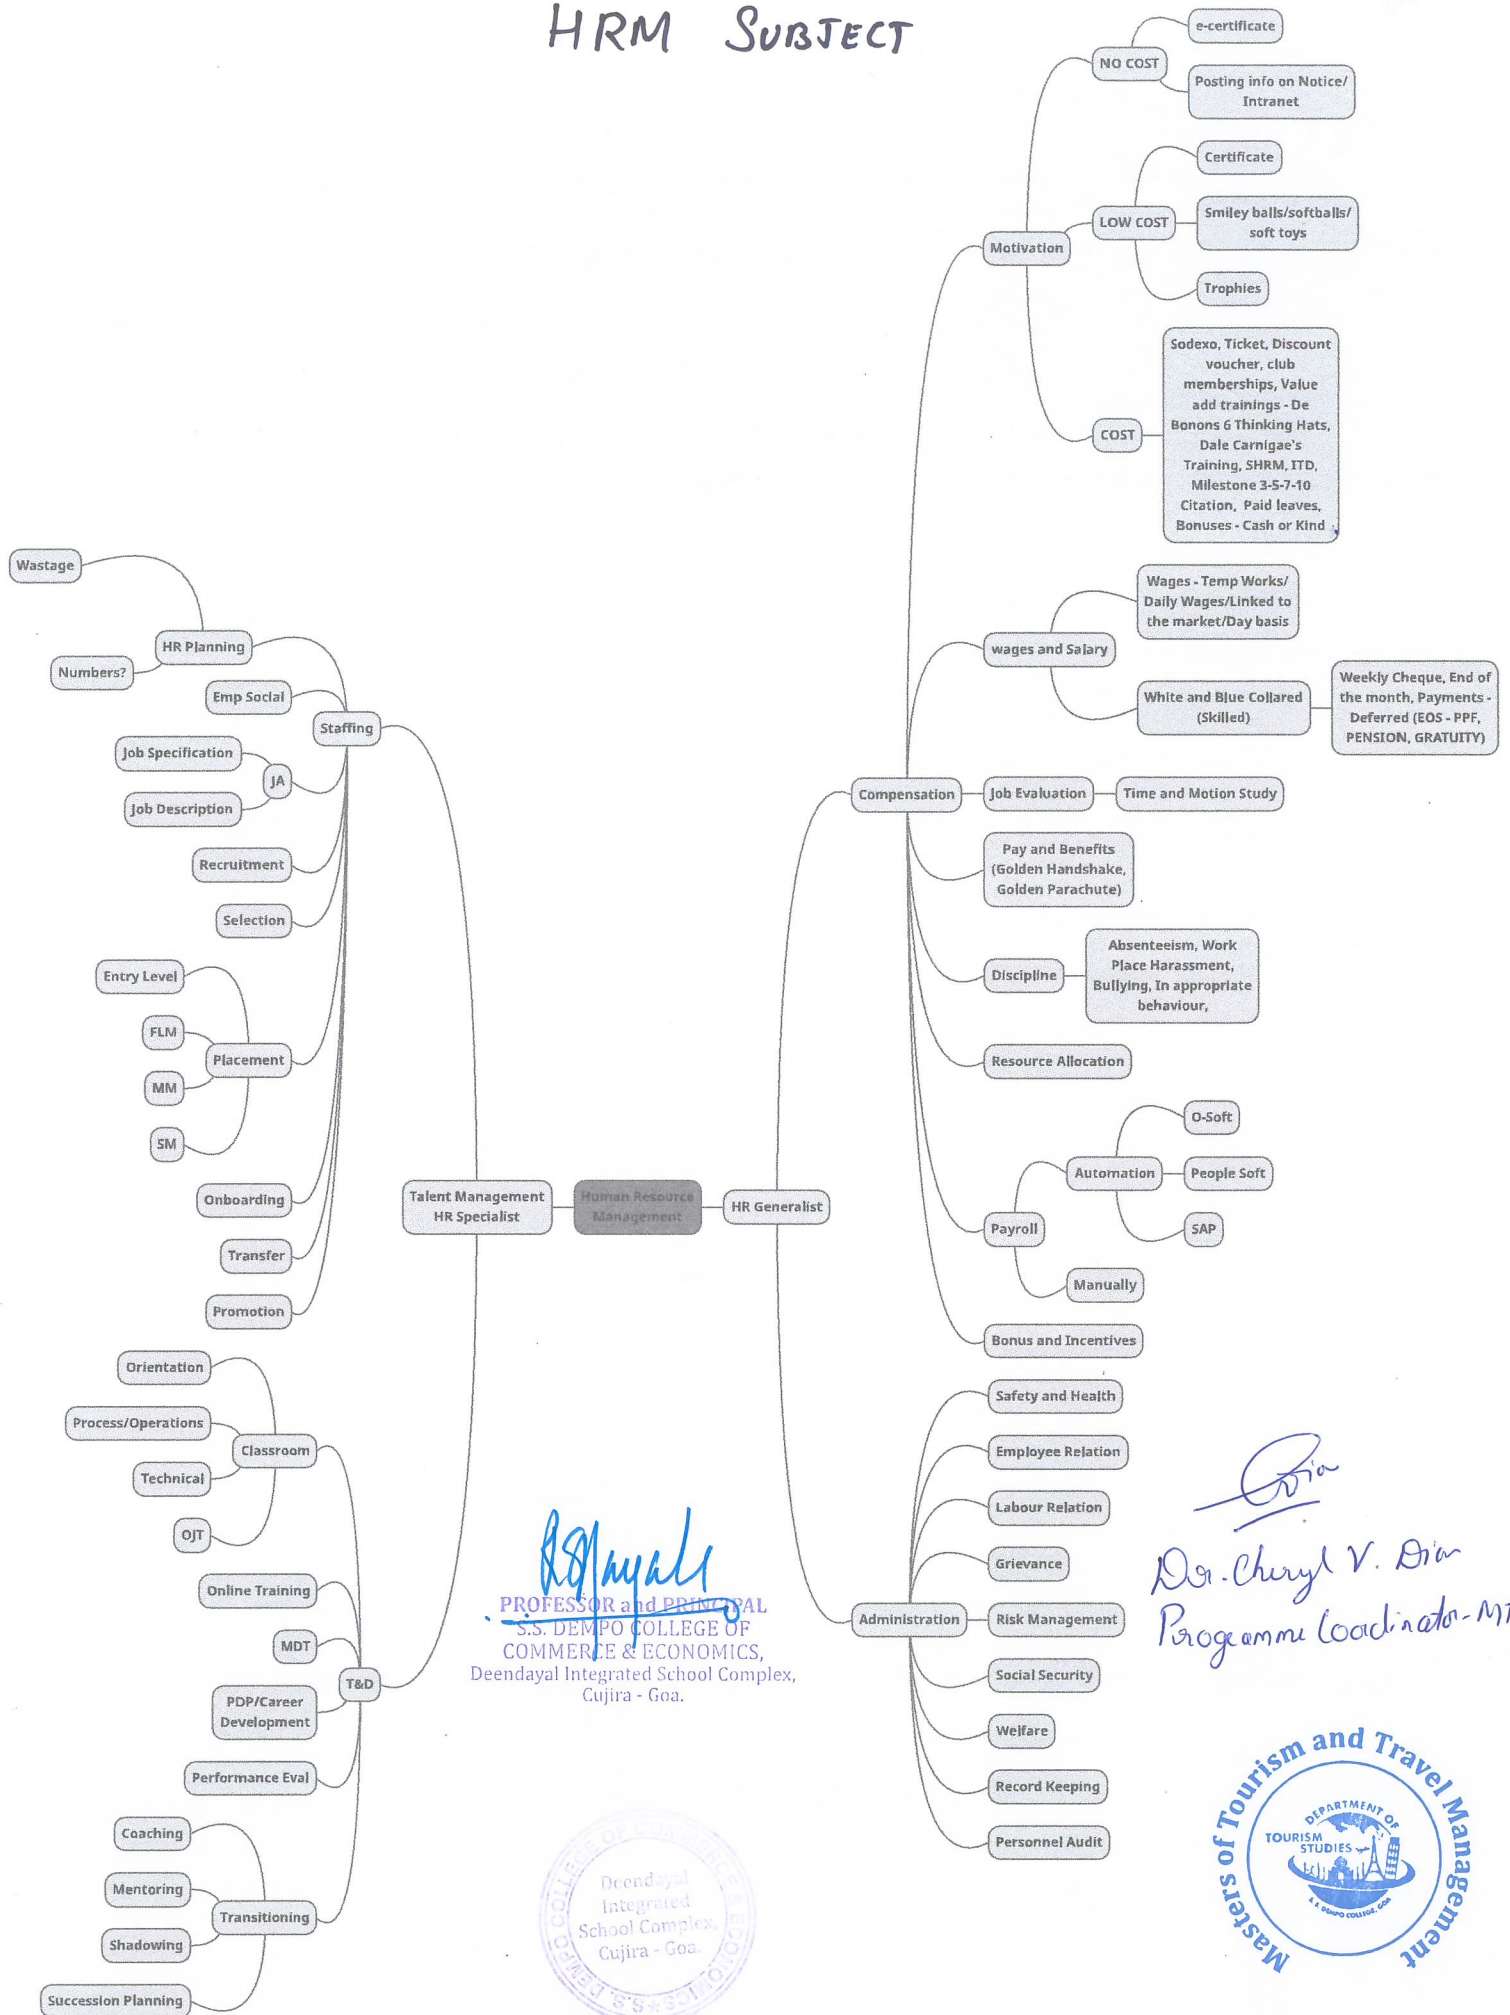 HRM SUBJECT
e-certificate
NO COST
Posting info on Notice/
Intranet
Certificate
LOW COST
Smiley balls/softballs/
soft toys
Motivation
Trophies
Sodexo, Ticket, Discount
voucher, club
memberships, Value
add trainings - De
Bonons 6 Thinking Hats,
Dale Carnigae's
Training, SHRM, ITD,
Milestone 3-5-7-10
Citation, Paid leaves,
Bonuses - Cash or Kind
COST
Wages - Temp Works/
Daily Wages/Linked to
the market/Day basis
wages and Salary
White and Blue Collared
(Skilled)
Weekly Cheque, End of
the month, Payments -
Deferred (EOS - PPF,
PENSION, GRATUITY)
Compensation
Job Evaluation
Time and Motion Study
Pay and Benefits
(Golden Handshake,
Golden Parachute)
Discipline
Absenteeism, Work
Place Harassment,
Bullying, In appropriate
behaviour,
Resource Allocation
O-Soft
Automation
People Soft
SAP
Payroll
Manually
Bonus and Incentives
Wastage
HR Planning
Numbers?
Emp Social
Staffing
Job Specification
JA
Job Description
Recruitment
Selection
Entry Level
FLM
Placement
MM
SM
Onboarding
Transfer
Promotion
Talent Management
HR Specialist
Human Resource
Management
HR Generalist
Orientation
Process/Operations
Classroom
Technical
OJT
Online Training
MDT
T&D
PDP/Career
Development
Performance Eval
Coaching
Mentoring
Transitioning
Shadowing
Succession Planning
Safety and Health
Employee Relation
Labour Relation
Grievance
Administration
Risk Management
Social Security
Welfare
Record Keeping
Personnel Audit
PROFESSOR and PRINCIPAL
S.S. DEMPO COLLEGE OF
COMMERCE & ECONOMICS,
Deendayal Integrated School Complex,
Cujira - Goa.
Dr. Cheryl V. Dias
Programme Coordinator-
S.S. DEMPO COLLEGE OF COMMERCE & ECONOMICS
Deendayal
Integrated
School Complex,
Cujira - Goa.
Masters of Tourism and Travel Management
DEPARTMENT OF
TOURISM
STUDIES
S. S. DEMPO COLLEGE, GOA